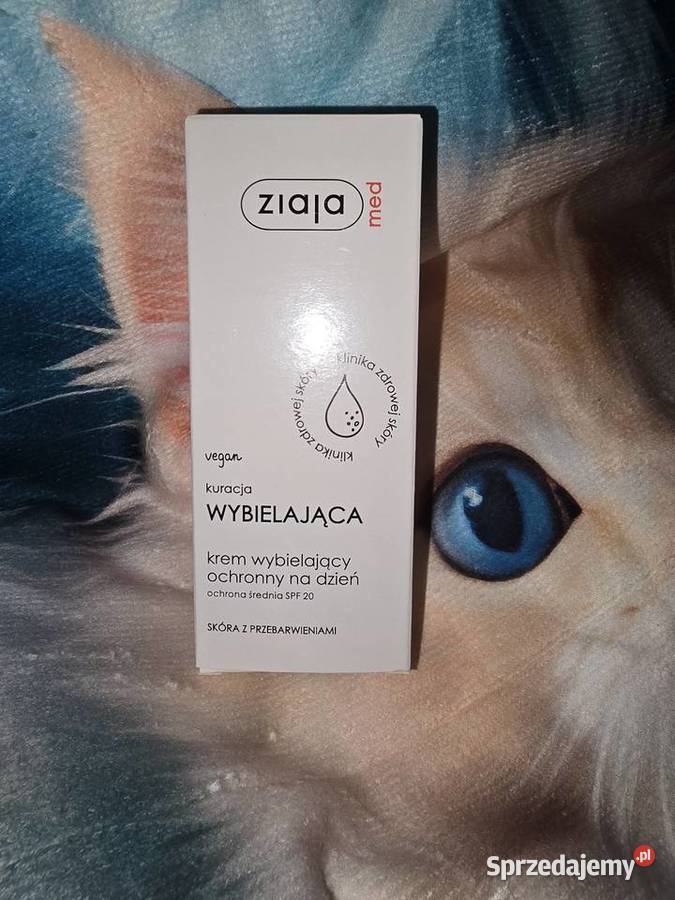 ziaja med
klinika zdrowej skóry klinika zdrowej skóry
vegan
kuracja
WYBIELAJĄCA
krem wybielający
ochronny na dzień
ochrona średnia SPF 20
SKÓRA Z PRZEBARWIENIAMI
Sprzedajemy.pl